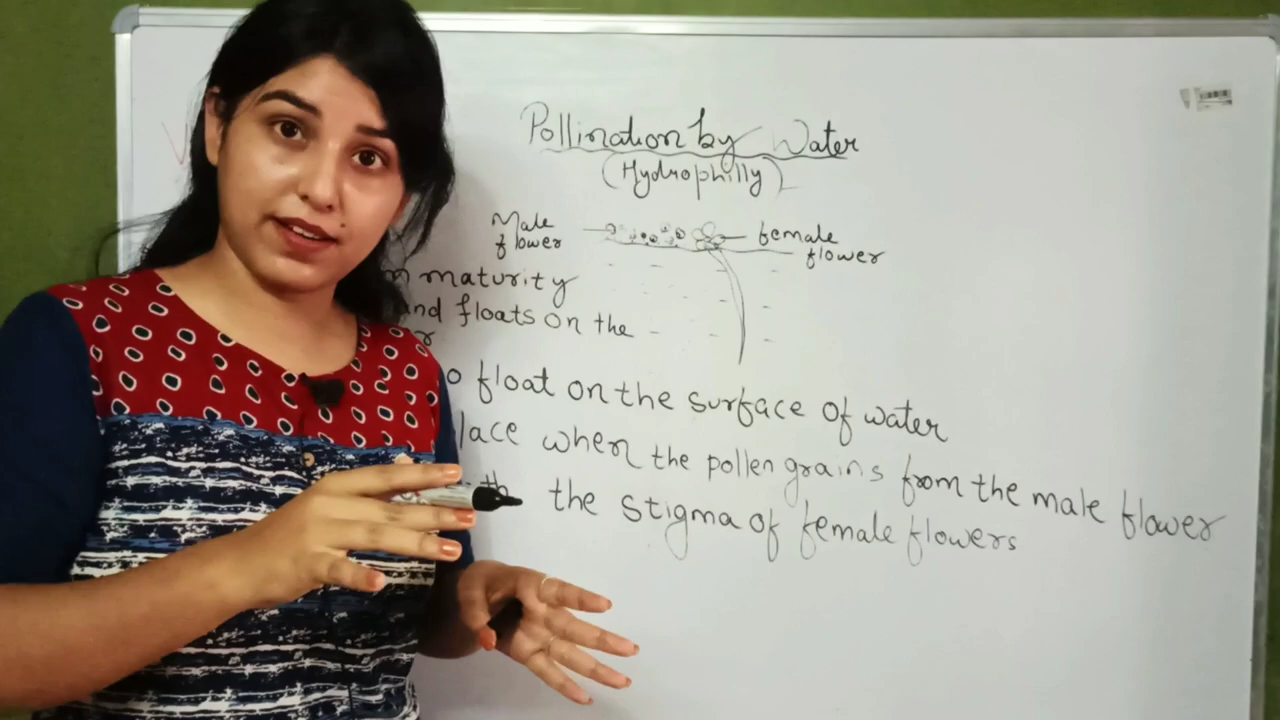 Pollination by Water
(Hydrophilly)
Male
flower
female
flower
maturity
and floats on the
float on the surface of water
when the pollen grains from the male flower
the stigma of female flowers